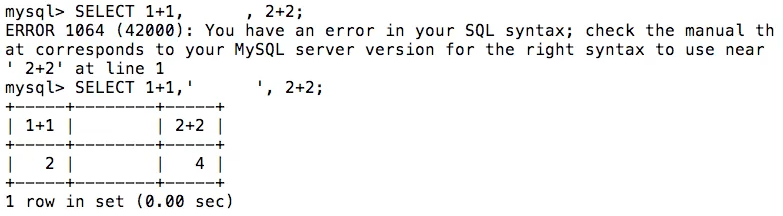 mysql> SELECT 1+1,      , 2+2;
ERROR 1064 (42000): You have an error in your SQL syntax; check the manual th
at corresponds to your MySQL server version for the right syntax to use near
' 2+2' at line 1
mysql> SELECT 1+1,'      ', 2+2;
+-----+--------+-----+
| 1+1 |        | 2+2 |
+-----+--------+-----+
|   2 |        |   4 |
+-----+--------+-----+
1 row in set (0.00 sec)